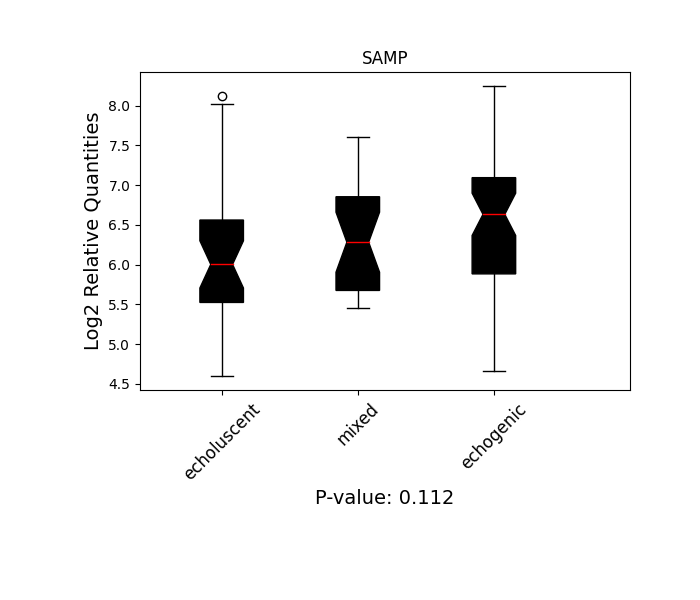 SAMP
Log2 Relative Quantities
8.0
7.5
7.0
6.5
6.0
5.5
5.0
4.5
echoluscent
mixed
echogenic
P-value: 0.112